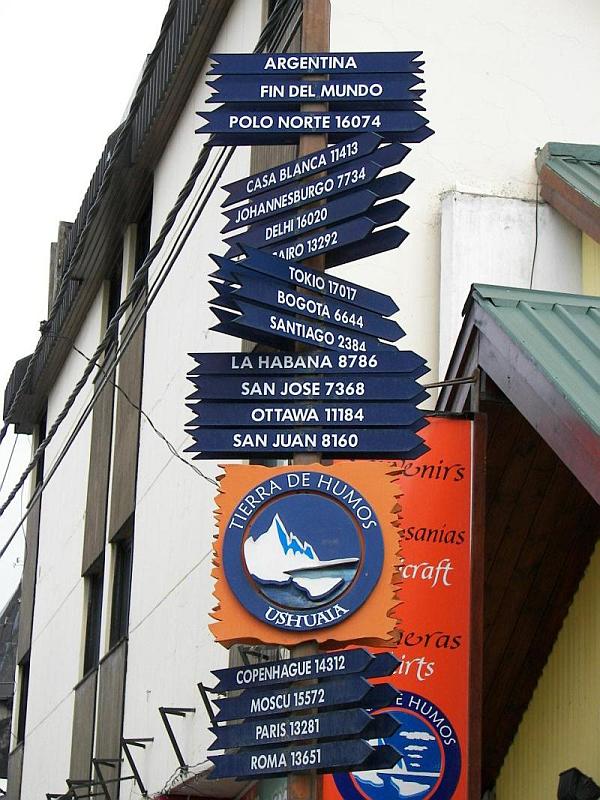 ARGENTINA
FIN DEL MUNDO
POLO NORTE 16074
CASA BLANCA 11413
JOHANNESBURGO 7734
DELHI 16020
CAIRO 13292
TOKIO 17017
BOGOTA 6644
SANTIAGO 2384
LA HABANA 8786
SAN JOSE 7368
OTTAWA 11184
SAN JUAN 8160
TIERRA DE HUMOS
USHUAIA
COPENHAGUE 14312
MOSCU 15572
PARIS 13281
ROMA 13651
DE HUMOS